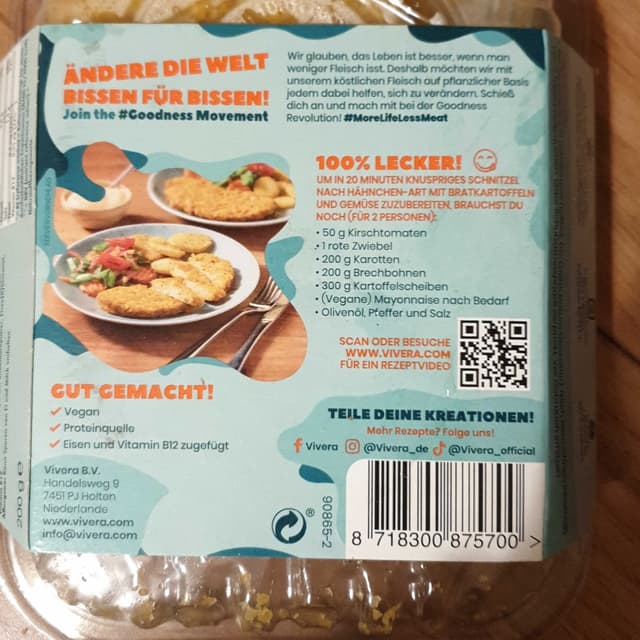 ÄNDERE DIE WELT
BISSEN FÜR BISSEN!
Join the #Goodness Movement
Wir glauben, das Leben ist besser, wenn man
weniger Fleisch isst. Deshalb möchten wir mit
unserem köstlichen Fleisch auf pflanzlicher Basis
jedem dabei helfen, sich zu verändern. Schließ
dich an und mach mit bei der Goodness
Revolution! #MoreLifeLessMeat
100% LECKER!
UM IN 20 MINUTEN KNUSPRIGES SCHNITZEL
NACH HÄHNCHEN-ART MIT BRATKARTOFFELN
UND GEMÜSE ZUZUBEREITEN, BRAUCHST DU
NOCH (FÜR 2 PERSONEN):
• 50 g Kirschtomaten
• 1 rote Zwiebel
• 200 g Karotten
• 200 g Brechbohnen
• 300 g Kartoffelscheiben
• (Vegane) Mayonnaise nach Bedarf
• Olivenöl, Pfeffer und Salz
SCAN ODER BESUCHE
WWW.VIVERA.COM
FÜR EIN REZEPTVIDEO
GUT GEMACHT!
Vegan
Proteinquelle
Eisen und Vitamin B12 zugefügt
TEILE DEINE KREATIONEN!
Mehr Rezepte? Folge uns!
Vivera @Vivera_de @Vivera_official
Vivera B.V.
Handelsweg 9
7451 PJ Holten
Niederlande
www.vivera.com
info@vivera.com
®
90865-2
8 718300 875700 >
200 g e